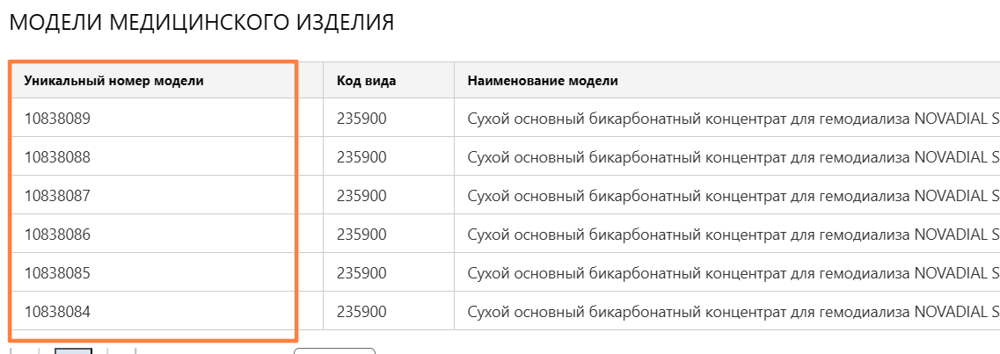 МОДЕЛИ МЕДИЦИНСКОГО ИЗДЕЛИЯ
Уникальный номер модели Код вида Наименование модели
10838089 235900 Сухой основный бикарбонатный концентрат для гемодиализа NOVADIAL S
10838088 235900 Сухой основный бикарбонатный концентрат для гемодиализа NOVADIAL S
10838087 235900 Сухой основный бикарбонатный концентрат для гемодиализа NOVADIAL S
10838086 235900 Сухой основный бикарбонатный концентрат для гемодиализа NOVADIAL S
10838085 235900 Сухой основный бикарбонатный концентрат для гемодиализа NOVADIAL S
10838084 235900 Сухой основный бикарбонатный концентрат для гемодиализа NOVADIAL S